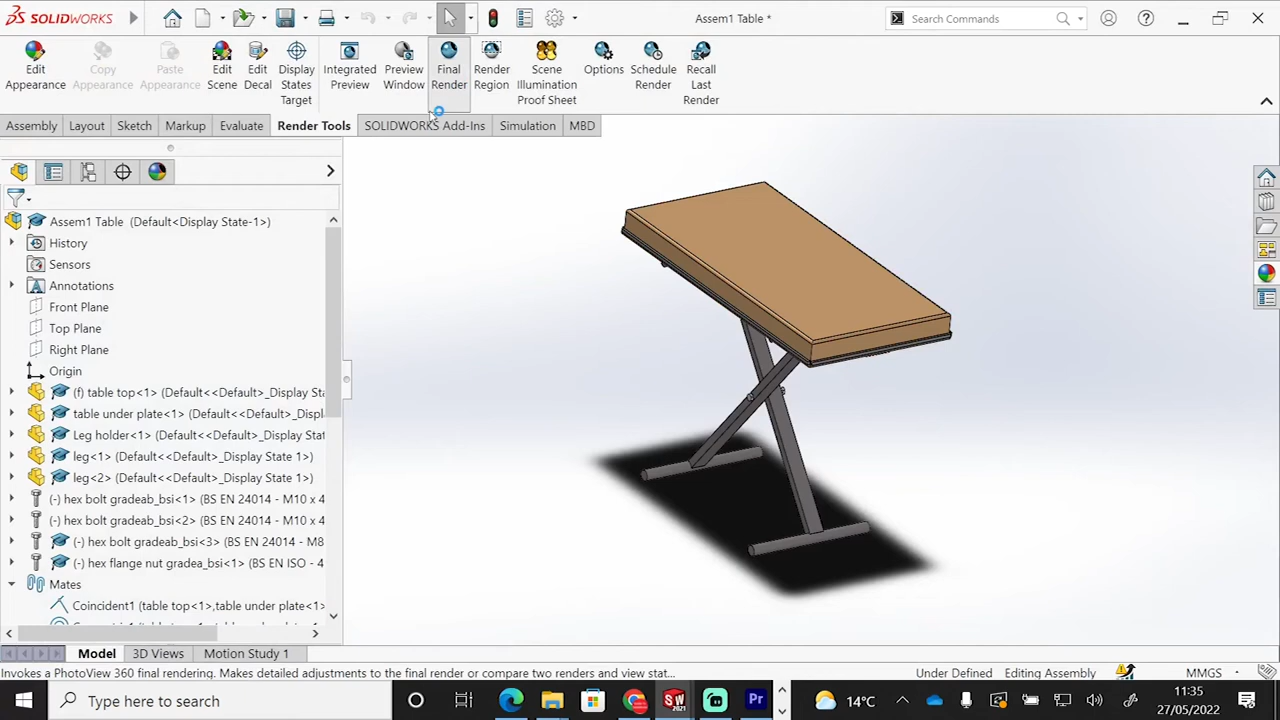 SOLIDWORKS
Assem1 Table *
Search Commands
Edit Appearance
Copy Appearance
Paste Appearance
Edit Scene
Edit Decal
Display States Target
Integrated Preview
Preview Window
Final Render
Render Region
Scene Illumination Proof Sheet
Options
Schedule Render
Recall Last Render
Assembly
Layout
Sketch
Markup
Evaluate
Render Tools
SOLIDWORKS Add-Ins
Simulation
MBD
Assem1 Table (Default<Display State-1>)
History
Sensors
Annotations
Front Plane
Top Plane
Right Plane
Origin
(f) table top<1> (Default<<Default>_Display Sta
table under plate<1> (Default<<Default>_Displ
Leg holder<1> (Default<<Default>_Display State
leg<1> (Default<<Default>_Display State 1>)
leg<2> (Default<<Default>_Display State 1>)
(-) hex bolt gradeab_bsi<1> (BS EN 24014 - M10 x 4
(-) hex bolt gradeab_bsi<2> (BS EN 24014 - M10 x 4
(-) hex bolt gradeab_bsi<3> (BS EN 24014 - M8
(-) hex flange nut gradea_bsi<1> (BS EN ISO - 4
Mates
Coincident1 (table top<1>,table under plate<1>
Model
3D Views
Motion Study 1
Invokes a PhotoView 360 final rendering. Makes detailed adjustments to the final render or compare two renders and view stat...
Under Defined
Editing Assembly
MMGS
Type here to search
14°C
11:35
27/05/2022